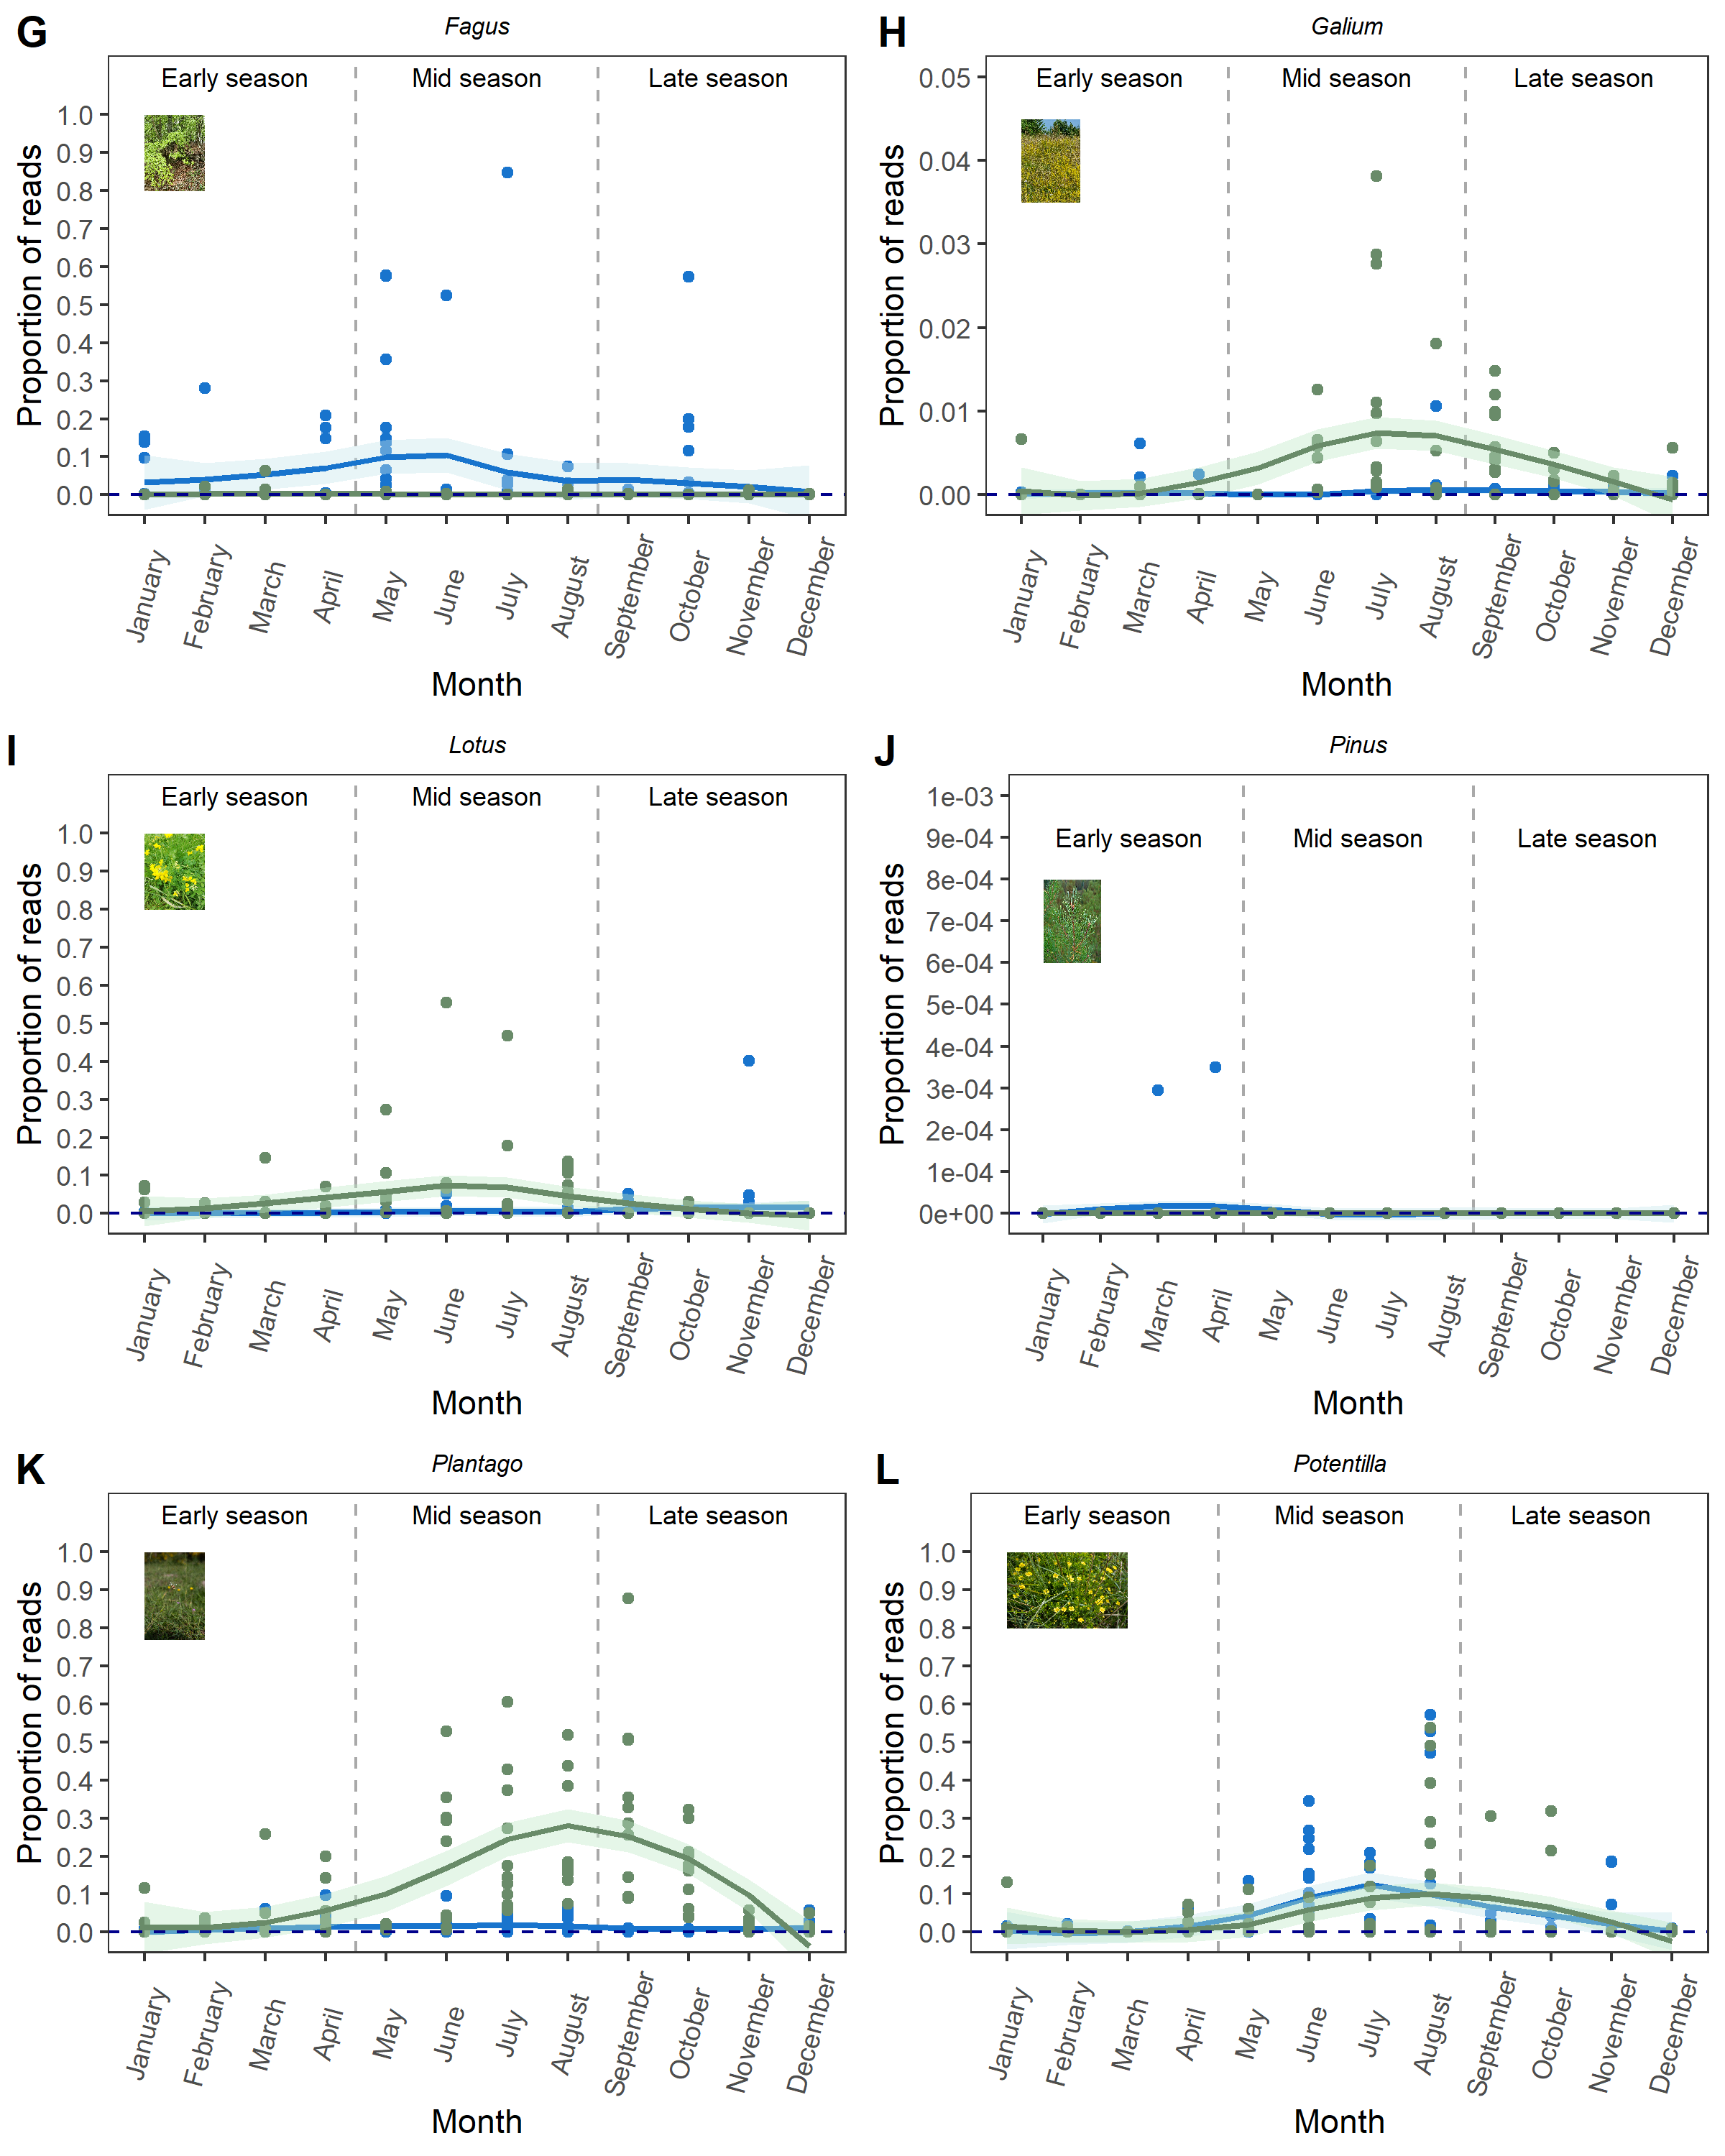 G
Fagus
Early season
Mid season
Late season
1.0
0.9
0.8
0.7
0.6
0.5
0.4
0.3
0.2
0.1
0.0
Proportion of reads
January
February
March
April
May
June
July
August
September
October
November
December
Month
H
Galium
Early season
Mid season
Late season
0.05
0.04
0.03
0.02
0.01
0.00
Proportion of reads
January
February
March
April
May
June
July
August
September
October
November
December
Month
I
Lotus
Early season
Mid season
Late season
1.0
0.9
0.8
0.7
0.6
0.5
0.4
0.3
0.2
0.1
0.0
Proportion of reads
January
February
March
April
May
June
July
August
September
October
November
December
Month
J
Pinus
Early season
Mid season
Late season
1e-03
9e-04
8e-04
7e-04
6e-04
5e-04
4e-04
3e-04
2e-04
1e-04
0e+00
Proportion of reads
January
February
March
April
May
June
July
August
September
October
November
December
Month
K
Plantago
Early season
Mid season
Late season
1.0
0.9
0.8
0.7
0.6
0.5
0.4
0.3
0.2
0.1
0.0
Proportion of reads
January
February
March
April
May
June
July
August
September
October
November
December
Month
L
Potentilla
Early season
Mid season
Late season
1.0
0.9
0.8
0.7
0.6
0.5
0.4
0.3
0.2
0.1
0.0
Proportion of reads
January
February
March
April
May
June
July
August
September
October
November
December
Month